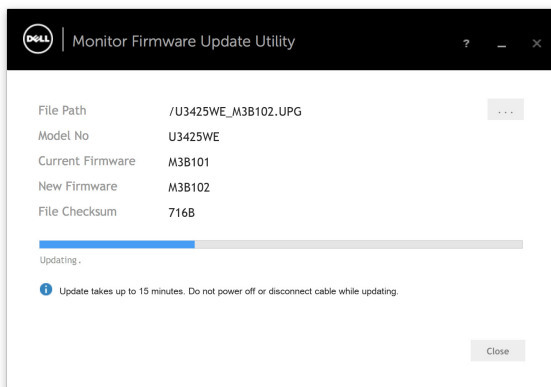 DELL
Monitor Firmware Update Utility
?
File Path /U3425WE_M3B102.UPG ...
Model No U3425WE
Current Firmware M3B101
New Firmware M3B102
File Checksum 716B
Updating.
Update takes up to 15 minutes. Do not power off or disconnect cable while updating.
Close